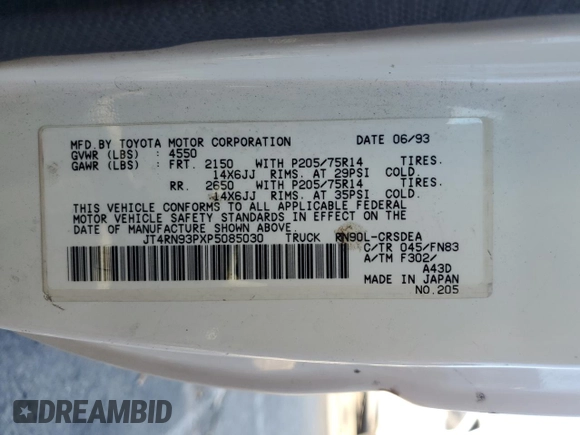 MFD.BY TOYOTA MOTOR CORPORATION DATE 06/93
GVWR (LBS) : 4550
GAWR (LBS) : FRT. 2150 WITH P205/75R14 TIRES.
14X6JJ RIMS. AT 29PSI COLD.
RR. 2650 WITH P205/75R14 TIRES.
14X6JJ RIMS. AT 35PSI COLD.
THIS VEHICLE CONFORMS TO ALL APPLICABLE FEDERAL
MOTOR VEHICLE SAFETY STANDARDS IN EFFECT ON THE
DATE OF MANUFACTURE SHOWN ABOVE.
JT4RN93PXP5085030 TRUCK RN90L-CRSDEA
C/TR 045/FN83
A/TM F302/
A43D
MADE IN JAPAN
NO.205
DREAMBID